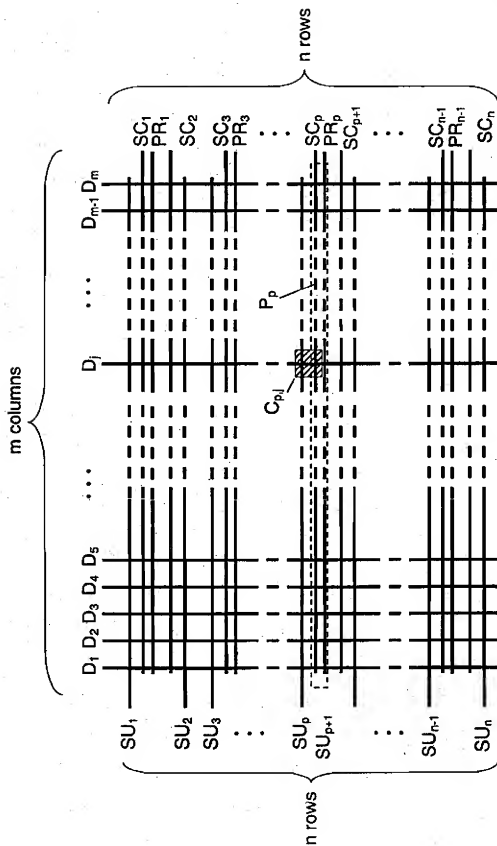 m columns
D1 D2 D3 D4 D5 ... Dj ... Dm-1 Dm
SU1
SU2
SU3
...
SUp
SUp+1
...
SUn-1
SUn
n rows
Cp,j
Pp
SC1
PR1
SC2
SC3
PR3
...
SCp
PRp
SCp+1
...
SCn-1
PRn-1
SCn
n rows